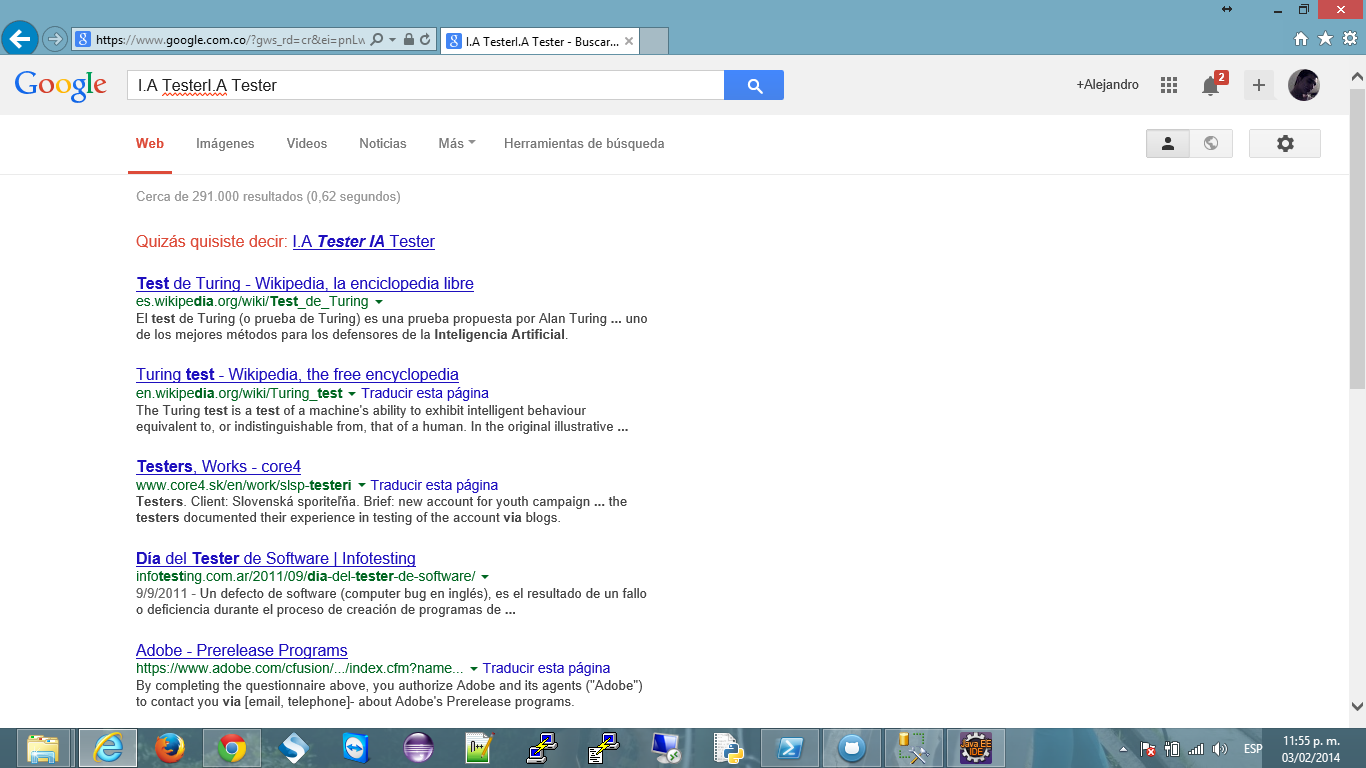 https://www.google.com.co/?gws_rd=cr&ei=pnLw
I.A TesterI.A Tester - Buscar...
Google
I.A TesterI.A Tester
+Alejandro
2
Web
Imágenes
Videos
Noticias
Más
Herramientas de búsqueda
Cerca de 291.000 resultados (0,62 segundos)
Quizás quisiste decir: I.A Tester IA Tester
Test de Turing - Wikipedia, la enciclopedia libre
es.wikipedia.org/wiki/Test_de_Turing
El test de Turing (o prueba de Turing) es una prueba propuesta por Alan Turing ... uno
de los mejores métodos para los defensores de la Inteligencia Artificial.
Turing test - Wikipedia, the free encyclopedia
en.wikipedia.org/wiki/Turing_test Traducir esta página
The Turing test is a test of a machine's ability to exhibit intelligent behaviour
equivalent to, or indistinguishable from, that of a human. In the original illustrative ...
Testers, Works - core4
www.core4.sk/en/work/slsp-testeri Traducir esta página
Testers. Client: Slovenská sporiteľňa. Brief: new account for youth campaign ... the
testers documented their experience in testing of the account via blogs.
Día del Tester de Software | Infotesting
infotesting.com.ar/2011/09/dia-del-tester-de-software/
9/9/2011 - Un defecto de software (computer bug en inglés), es el resultado de un fallo
o deficiencia durante el proceso de creación de programas de ...
Adobe - Prerelease Programs
https://www.adobe.com/cfusion/.../index.cfm?name... Traducir esta página
By completing the questionnaire above, you authorize Adobe and its agents ("Adobe")
to contact you via [email, telephone]- about Adobe's Prerelease programs.
Java EE
IDE
ESP
11:55 p. m.
03/02/2014